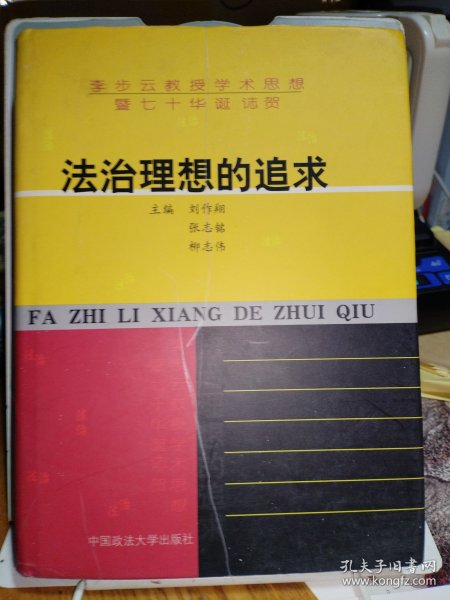 李步云教授学术思想
暨七十华诞志贺
法治理想的追求
主编 刘作翔
张志铭
柳志伟
FA ZHI LI XIANG DE ZHUI QIU
中国政法大学出版社
孔夫子旧书网
www.kongfz.com